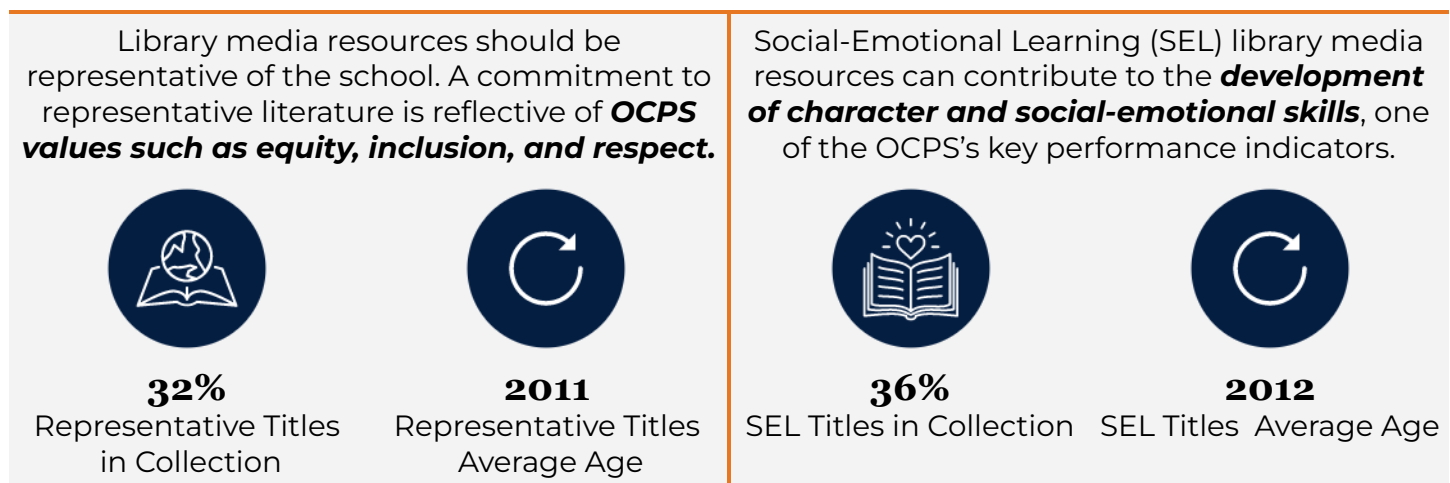 Library media resources should be
representative of the school. A commitment to
representative literature is reflective of OCPS
values such as equity, inclusion, and respect.
32%
Representative Titles
in Collection
2011
Representative Titles
Average Age
Social-Emotional Learning (SEL) library media
resources can contribute to the development
of character and social-emotional skills, one
of the OCPS's key performance indicators.
36%
SEL Titles in Collection
2012
SEL Titles  Average Age